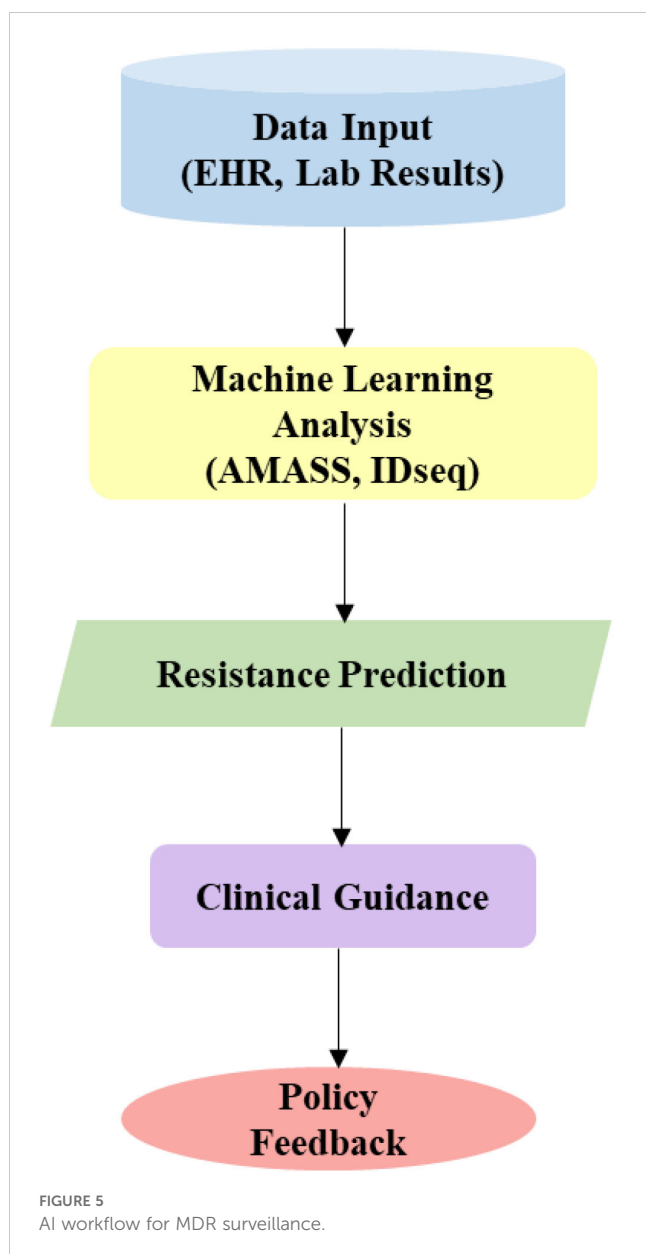 Data Input
(EHR, Lab Results)
Machine Learning
Analysis
(AMASS, IDseq)
Resistance Prediction
Clinical Guidance
Policy
Feedback
FIGURE 5
AI workflow for MDR surveillance.